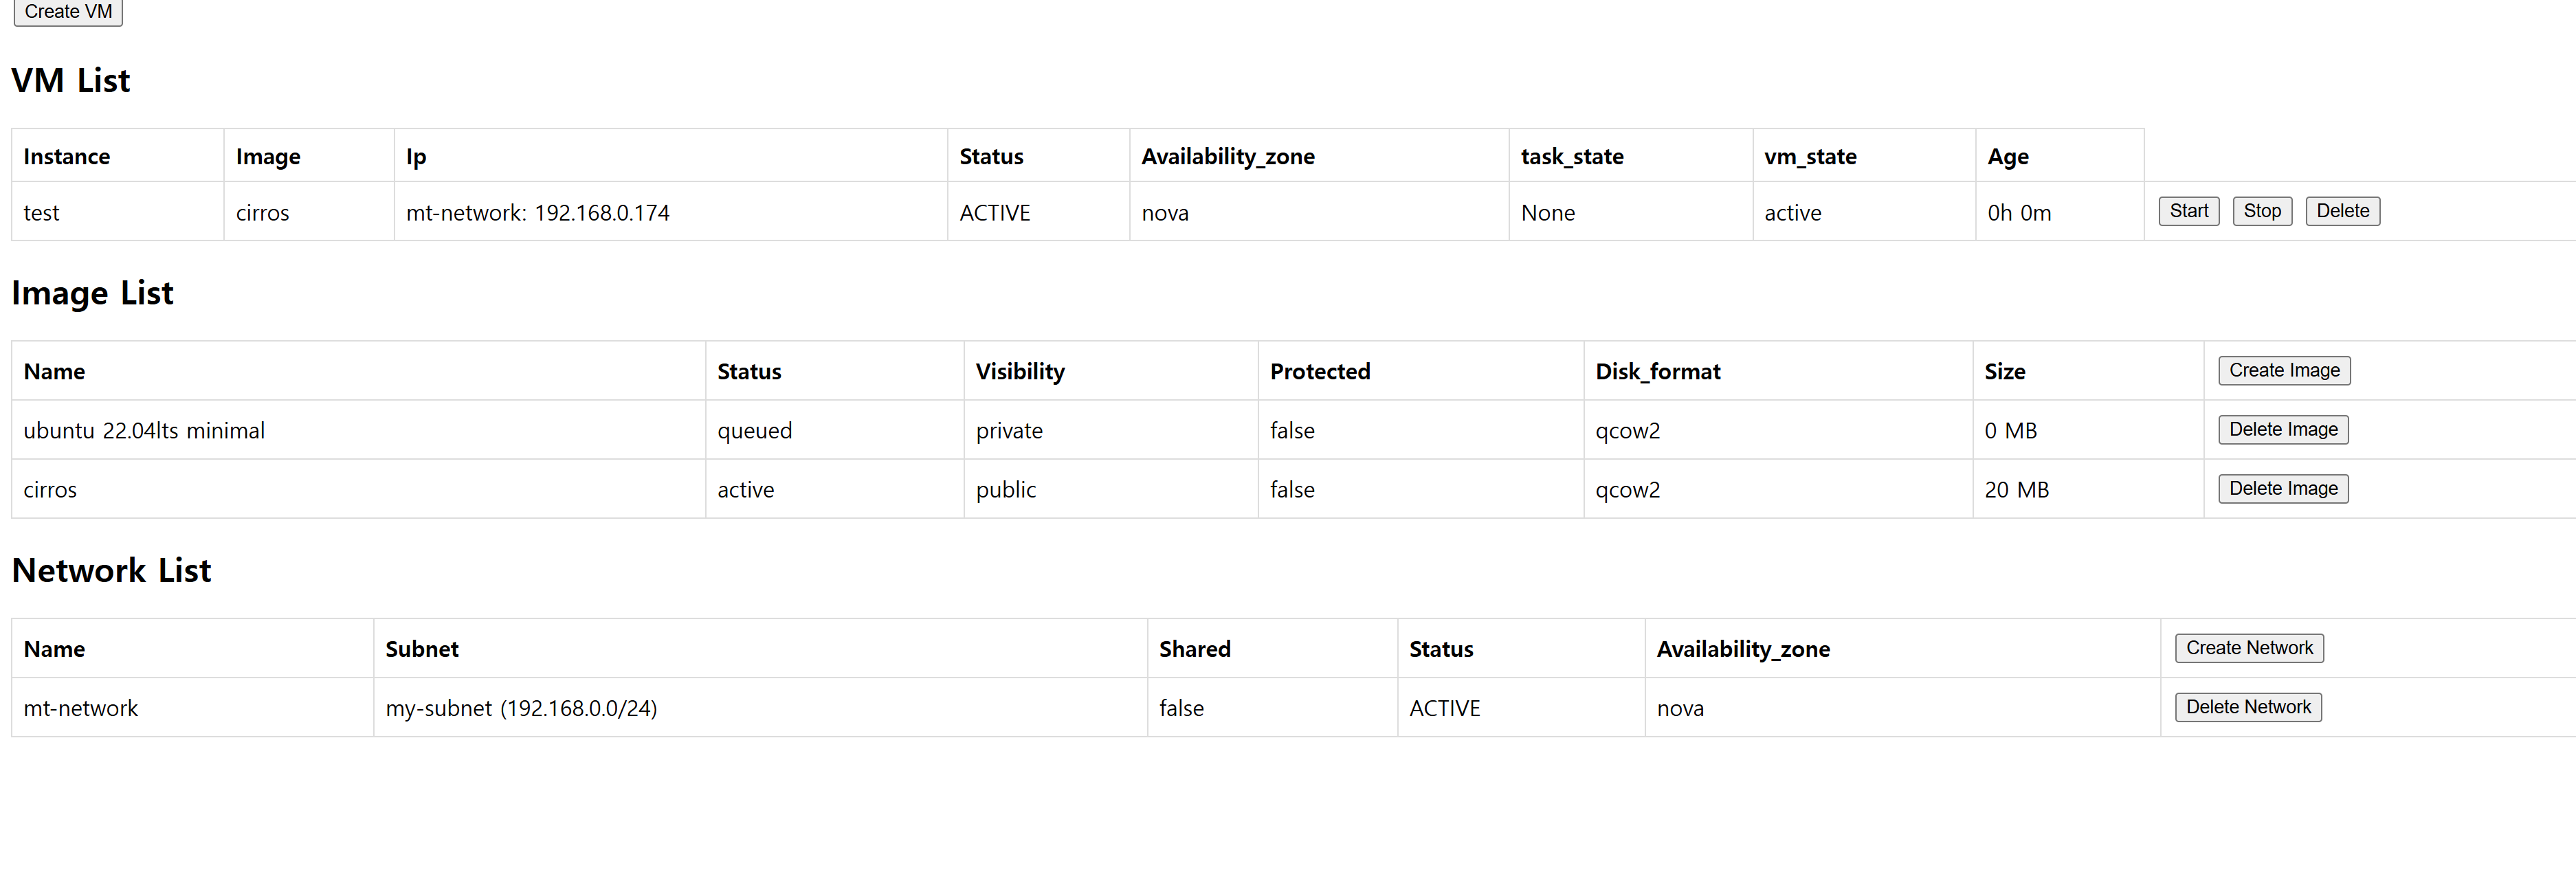 Create VM
VM List
Instance Image Ip Status Availability_zone task_state vm_state Age
test cirros mt-network: 192.168.0.174 ACTIVE nova None active 0h 0m Start Stop Delete
Image List
Name Status Visibility Protected Disk_format Size Create Image
ubuntu 22.04lts minimal queued private false qcow2 0 MB Delete Image
cirros active public false qcow2 20 MB Delete Image
Network List
Name Subnet Shared Status Availability_zone Create Network
mt-network my-subnet (192.168.0.0/24) false ACTIVE nova Delete Network